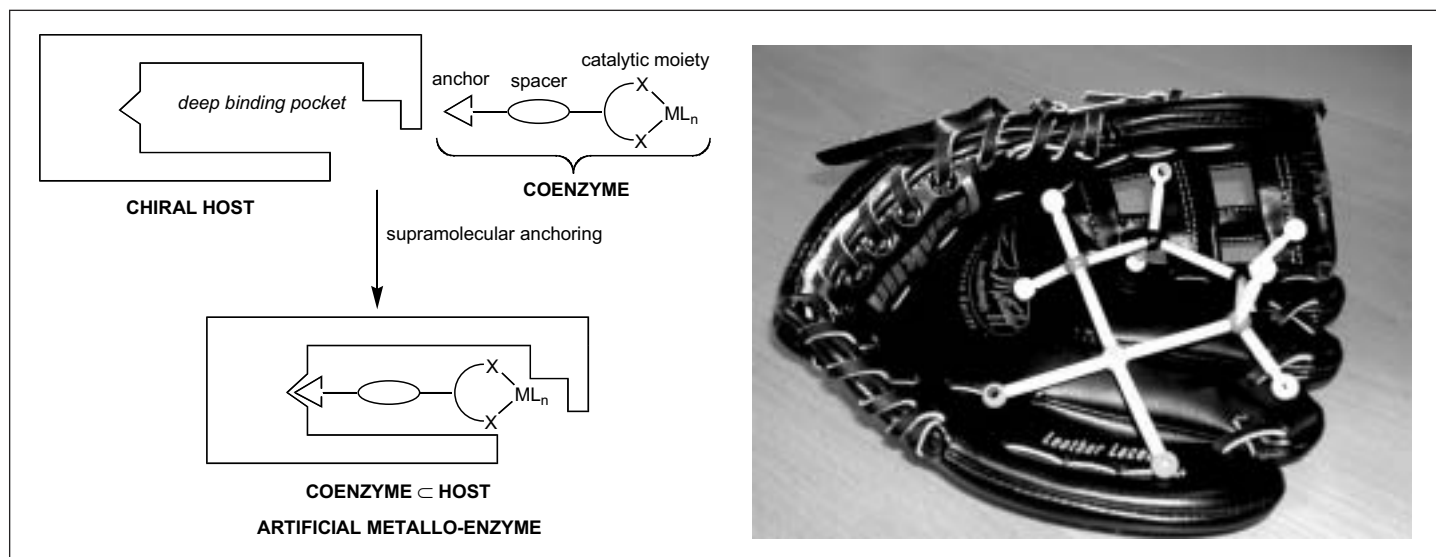 catalytic moiety
anchor
spacer
deep binding pocket
X
MLn
X
COENZYME
CHIRAL HOST
supramolecular anchoring
X
MLn
X
COENZYME ⊂ HOST
ARTIFICIAL METALLO-ENZYME
Leather Laces